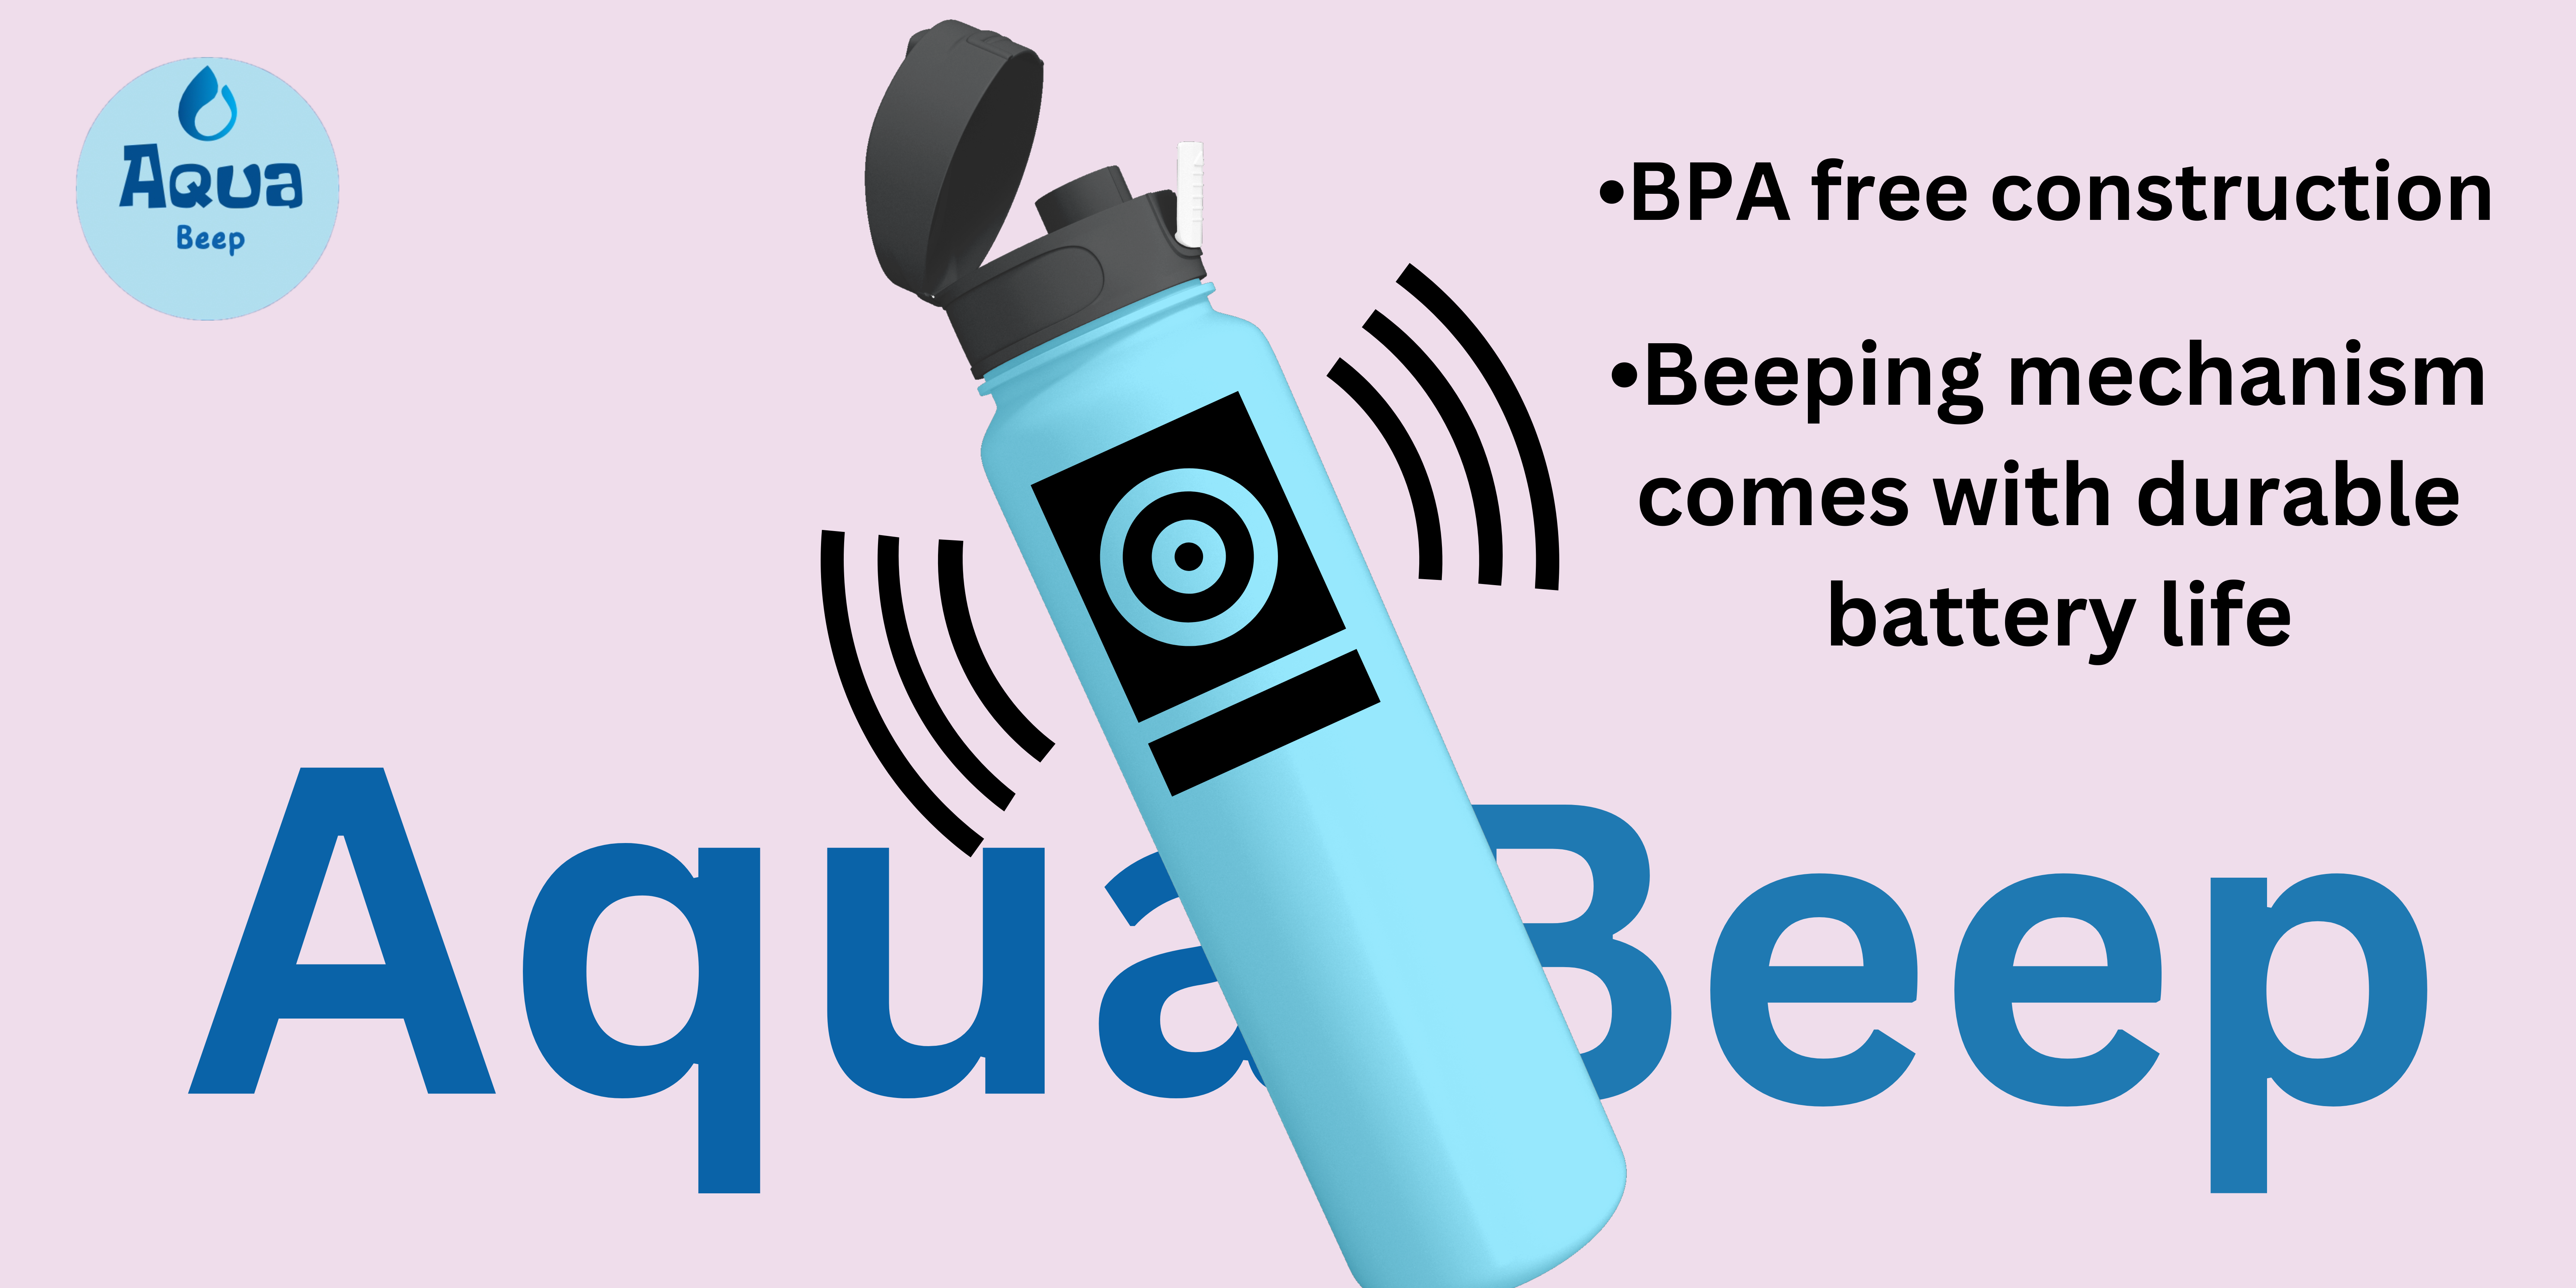 Aqua
Beep
•BPA free construction
•Beeping mechanism
comes with durable
battery life
Aqua Beep